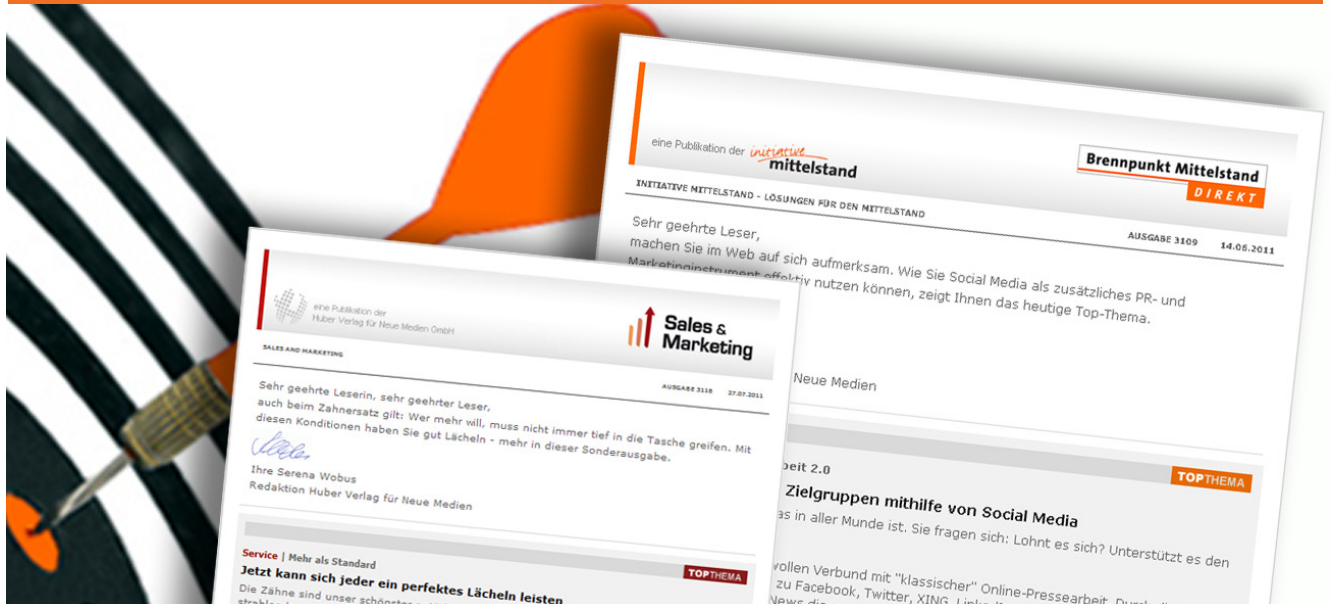 eine Publikation der initiative
mittelstand
Brennpunkt Mittelstand
DIREKT
INITIATIVE MITTELSTAND - LÖSUNGEN FÜR DEN MITTELSTAND
AUSGABE 3109 14.06.2011
Sehr geehrte Leser,
machen Sie im Web auf sich aufmerksam. Wie Sie Social Media als zusätzliches PR- und
Marketinginstrument effektiv nutzen können, zeigt Ihnen das heutige Top-Thema.
Neue Medien
TOPTHEMA
beit 2.0
Zielgruppen mithilfe von Social Media
as in aller Munde ist. Sie fragen sich: Lohnt es sich? Unterstützt es den
vollen Verbund mit "klassischer" Online-Pressearbeit. Durch
zu Facebook, Twitter, XING,
News
eine Publikation der
Huber Verlag für Neue Medien GmbH
Sales &
Marketing
SALES AND MARKETING
AUSGABE 3118 27.07.2011
Sehr geehrte Leserin, sehr geehrter Leser,
auch beim Zahnersatz gilt: Wer mehr will, muss nicht immer tief in die Tasche greifen. Mit
diesen Konditionen haben Sie gut Lächeln - mehr in dieser Sonderausgabe.
Ihre Serena Wobus
Redaktion Huber Verlag für Neue Medien
TOPTHEMA
Service | Mehr als Standard
Jetzt kann sich jeder ein perfektes Lächeln leisten
Die Zähne sind unser